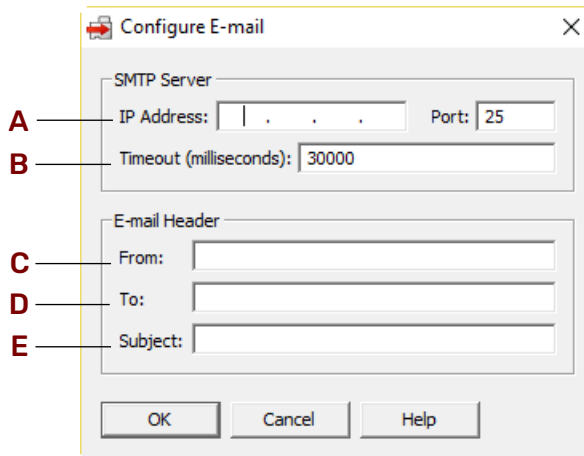 Configure E-mail
SMTP Server
A IP Address: . . . Port: 25
B Timeout (milliseconds): 30000
E-mail Header
C From:
D To:
E Subject:
OK Cancel Help